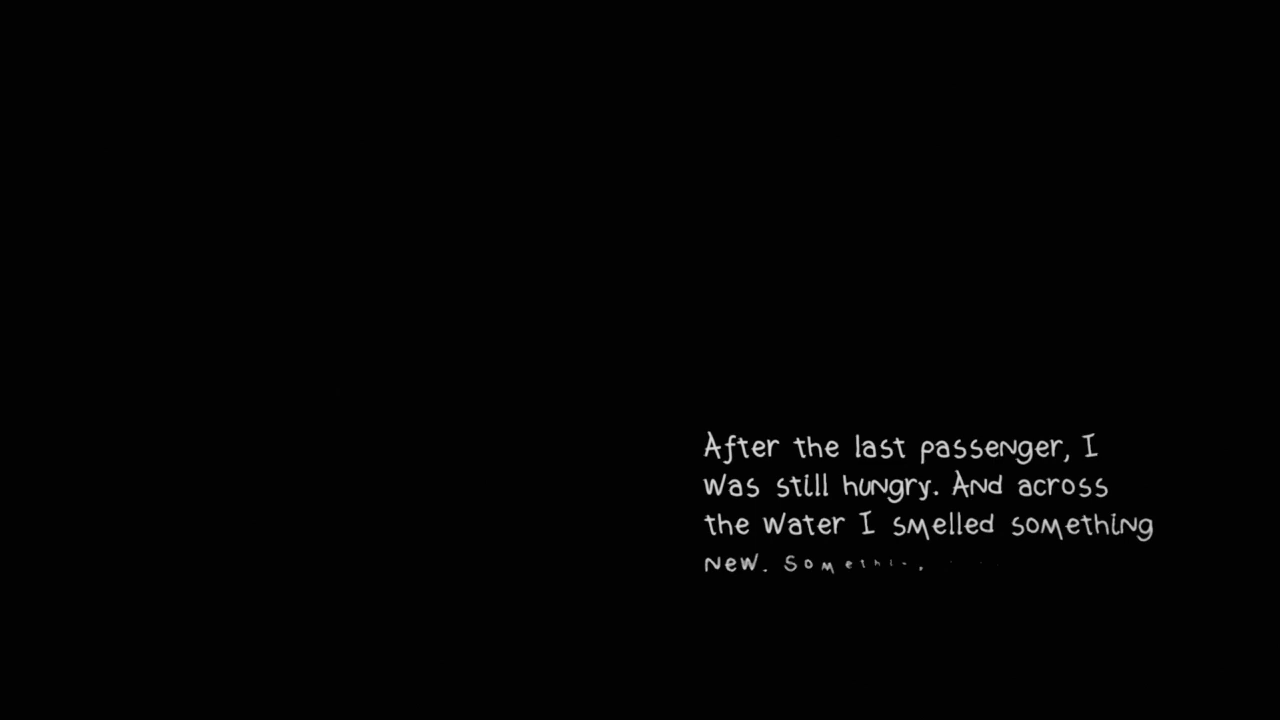 After the last passenger, I
was still hungry. And across
the water I smelled something
new.